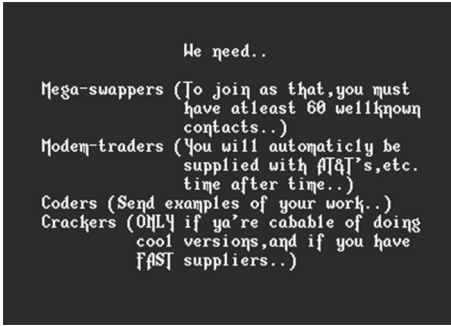 We need..
Mega-swappers (To join as that,you must
have atleast 60 wellknown
contacts..)
Modem-traders (You will automaticly be
supplied with AT&T's,etc.
time after time..)
Coders (Send examples of your work..)
Crackers (ONLY if ya're cabable of doing
cool versions,and if you have
FAST suppliers..)